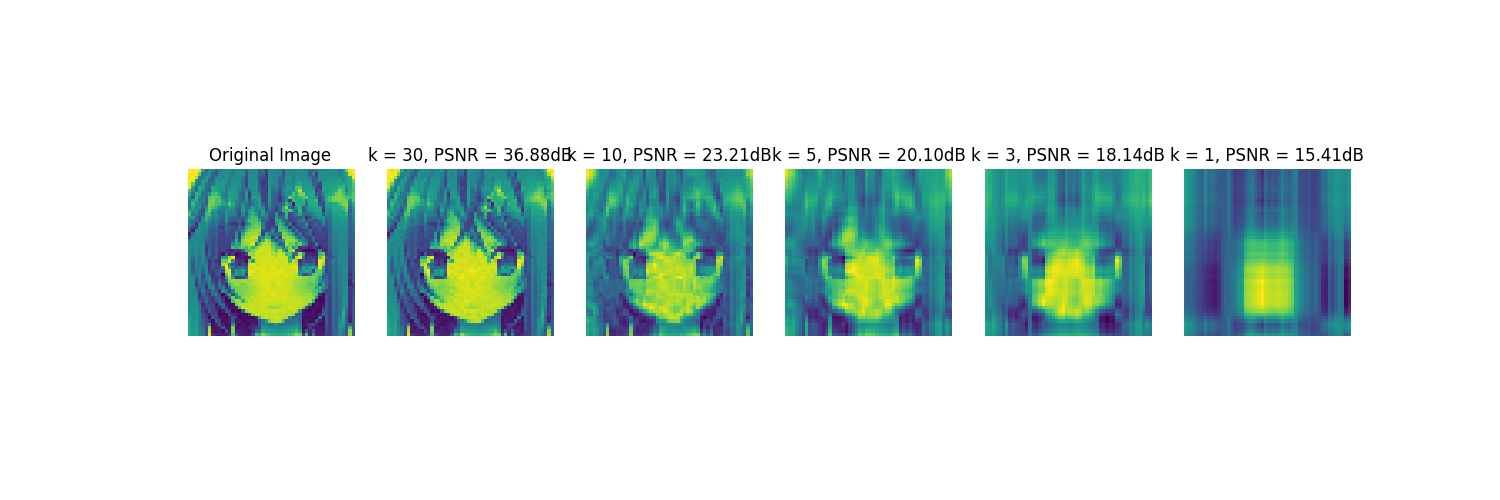 Original Image
k = 30, PSNR = 36.88dB
k = 10, PSNR = 23.21dB
k = 5, PSNR = 20.10dB
k = 3, PSNR = 18.14dB
k = 1, PSNR = 15.41dB